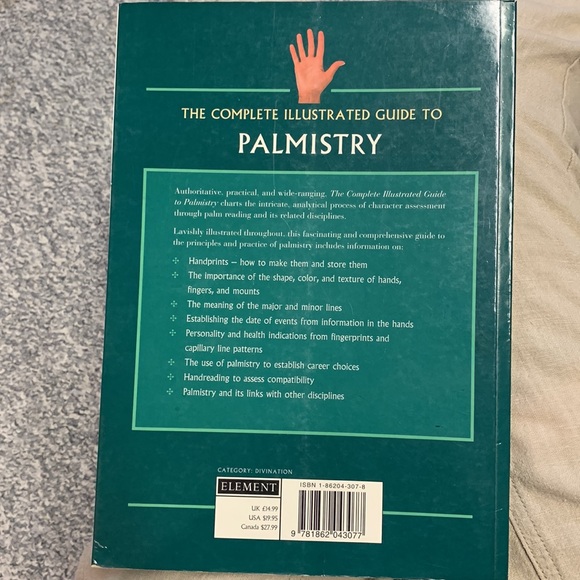 THE COMPLETE ILLUSTRATED GUIDE TO
PALMISTRY
Authoritative, practical, and wide-ranging, The Complete Illustrated Guide
to Palmistry charts the intricate, analytical process of character assessment
through palm reading and its related disciplines.
Lavishly illustrated throughout, this fascinating and comprehensive guide to
the principles and practice of palmistry includes information on:
Handprints – how to make them and store them
The importance of the shape, color, and texture of hands,
fingers, and mounts
The meaning of the major and minor lines
Establishing the date of events from information in the hands
Personality and health indications from fingerprints and
capillary line patterns
The use of palmistry to establish career choices
Handreading to assess compatibility
Palmistry and its links with other disciplines
CATEGORY: DIVINATION
ELEMENT
UK £14.99
USA $19.95
Canada $27.99
ISBN 1-86204-307-8
9 781862 043077